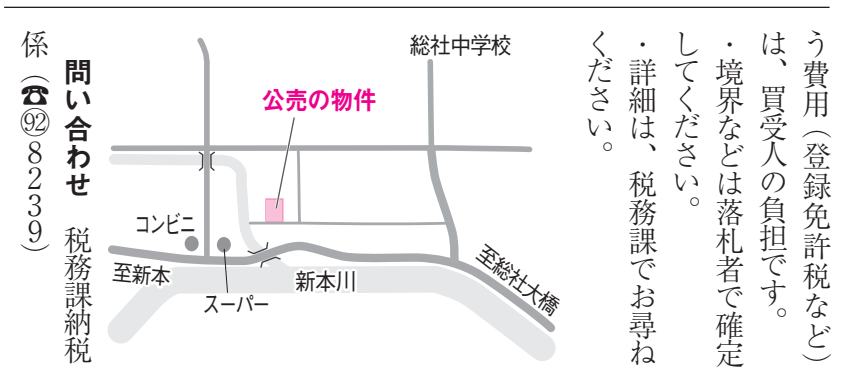 う費用（登録免許税など）
は、買受人の負担です。
・境界などは落札者で確定
してください。
・詳細は、税務課でお尋ね
ください。
総社中学校
公売の物件
コンビニ
スーパー
至新本
新本川
至総社大橋
問い合わせ　税務課納税
係（☎㉜8239）